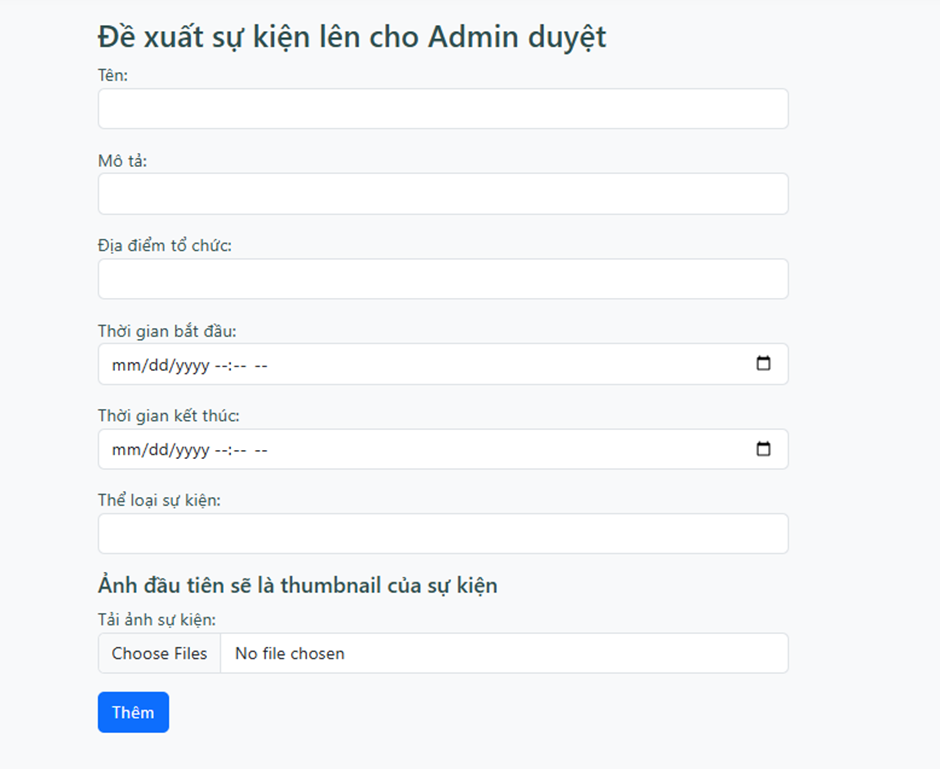 Đề xuất sự kiện lên cho Admin duyệt
Tên:
Mô tả:
Địa điểm tổ chức:
Thời gian bắt đầu:
mm/dd/yyyy --:-- --
Thời gian kết thúc:
mm/dd/yyyy --:-- --
Thể loại sự kiện:
Ảnh đầu tiên sẽ là thumbnail của sự kiện
Tải ảnh sự kiện:
Choose Files No file chosen
Thêm